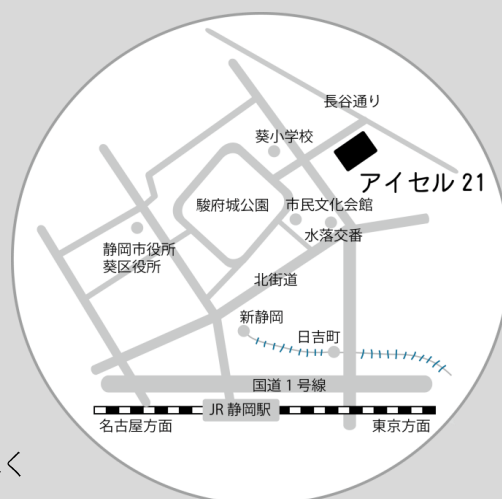 長谷通り
葵小学校
アイセル 21
駿府城公園
市民文化会館
水落交番
静岡市役所
葵区役所
北街道
新静岡
日吉町
国道 1 号線
JR 静岡駅
名古屋方面
東京方面
く